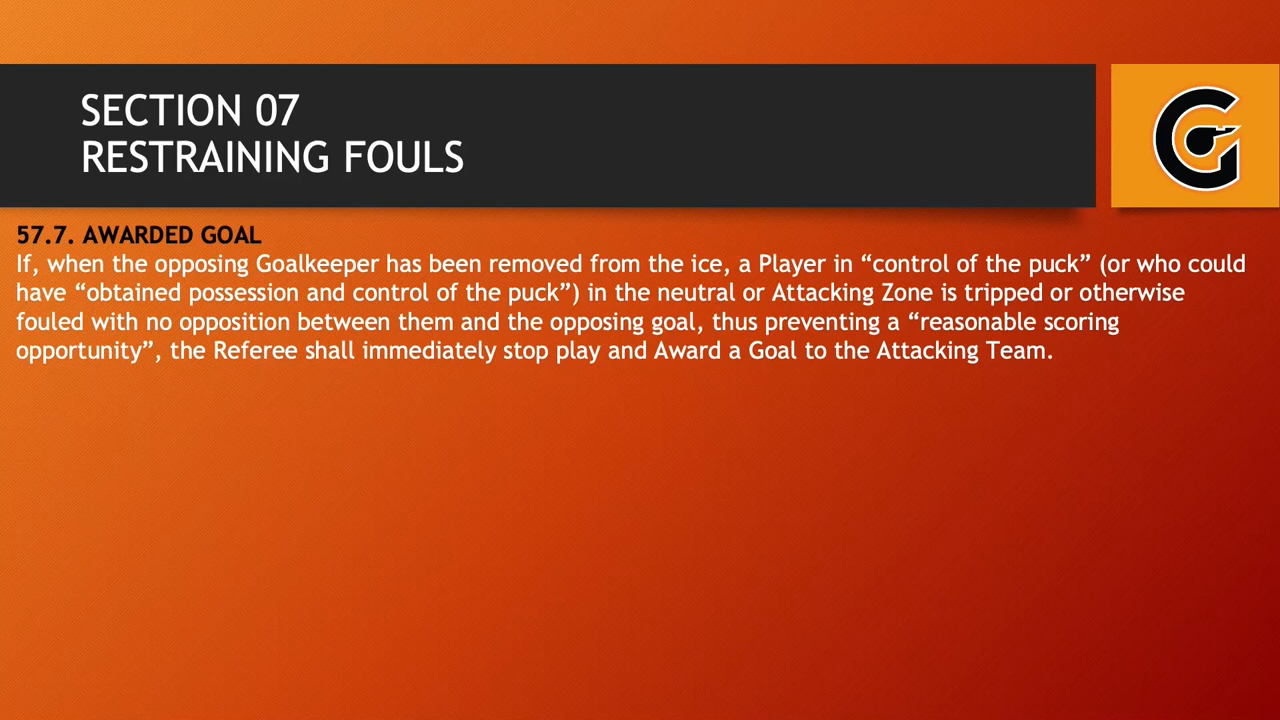 SECTION 07
RESTRAINING FOULS
57.7. AWARDED GOAL
If, when the opposing Goalkeeper has been removed from the ice, a Player in “control of the puck” (or who could
have “obtained possession and control of the puck”) in the neutral or Attacking Zone is tripped or otherwise
fouled with no opposition between them and the opposing goal, thus preventing a “reasonable scoring
opportunity”, the Referee shall immediately stop play and Award a Goal to the Attacking Team.